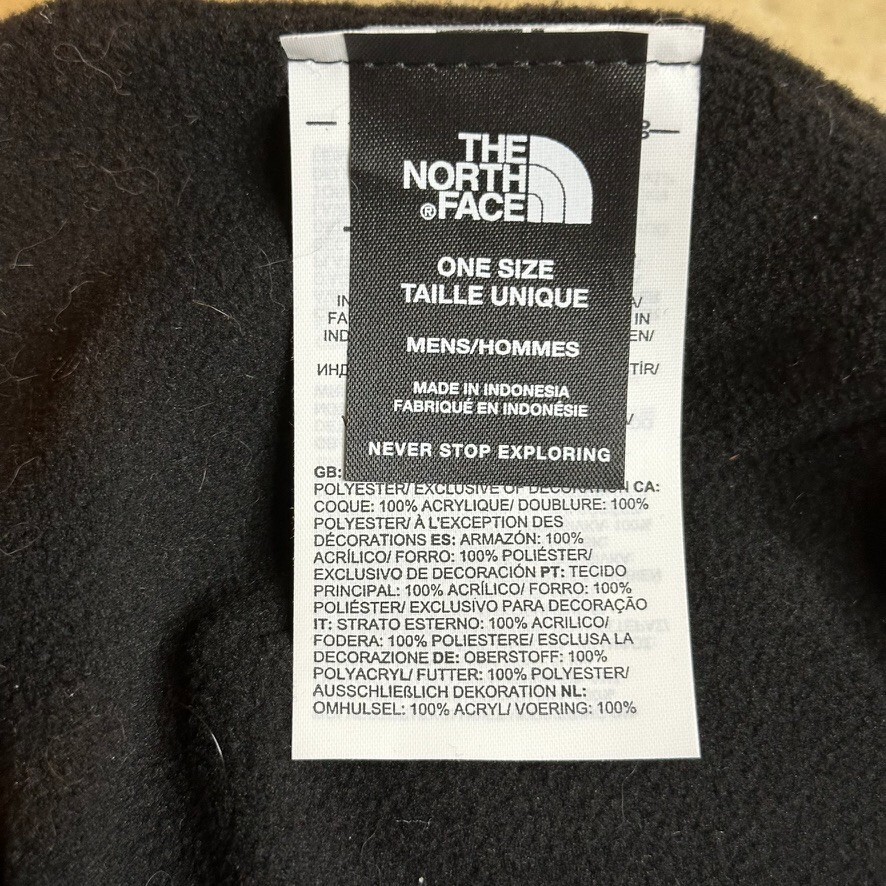 THE
NORTH
®FACE
ONE SIZE
TAILLE UNIQUE
MENS/HOMMES
MADE IN INDONESIA
FABRIQUÉ EN INDONÉSIE
NEVER STOP EXPLORING
GB:
POLYESTER/ EXCLUSIVE OF DECORATION CA:
COQUE: 100% ACRYLIQUE/ DOUBLURE: 100%
POLYESTER/ À L'EXCEPTION DES
DÉCORATIONS ES: ARMAZÓN: 100%
ACRÍLICO/ FORRO: 100% POLIÉSTER/
EXCLUSIVO DE DECORACIÓN PT: TECIDO
PRINCIPAL: 100% ACRÍLICO/ FORRO: 100%
POLIÉSTER/ EXCLUSIVO PARA DECORAÇÃO
IT: STRATO ESTERNO: 100% ACRILICO/
FODERA: 100% POLIESTERE/ ESCLUSA LA
DECORAZIONE DE: OBERSTOFF: 100%
POLYACRYL/ FUTTER: 100% POLYESTER/
AUSSCHLIEßLICH DEKORATION NL:
OMHULSEL: 100% ACRYL/ VOERING: 100%